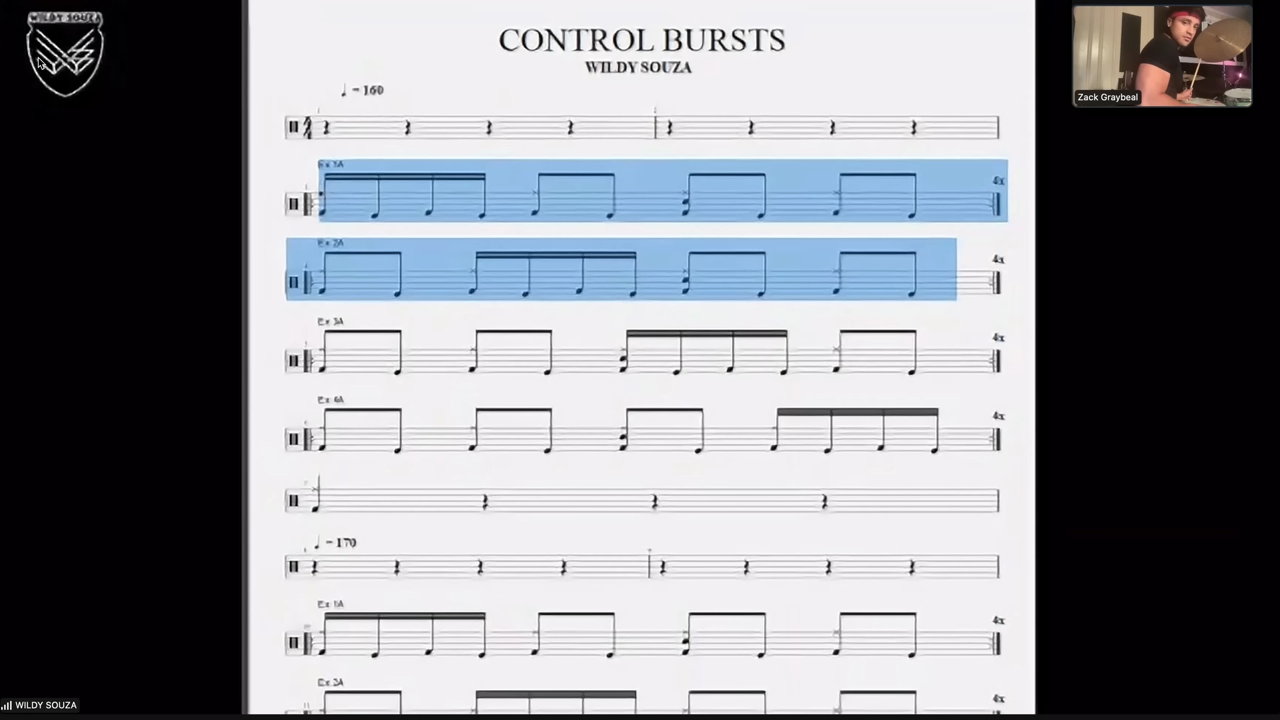 WILDY SOUZA
CONTROL BURSTS
WILDY SOUZA
♩ = 160
Ex 1A
4x
Ex 2A
4x
Ex 3A
4x
Ex 4A
4x
♩ = 170
Ex 1A
4x
Ex 2A
4x
Zack Graybeal
WILDY SOUZA